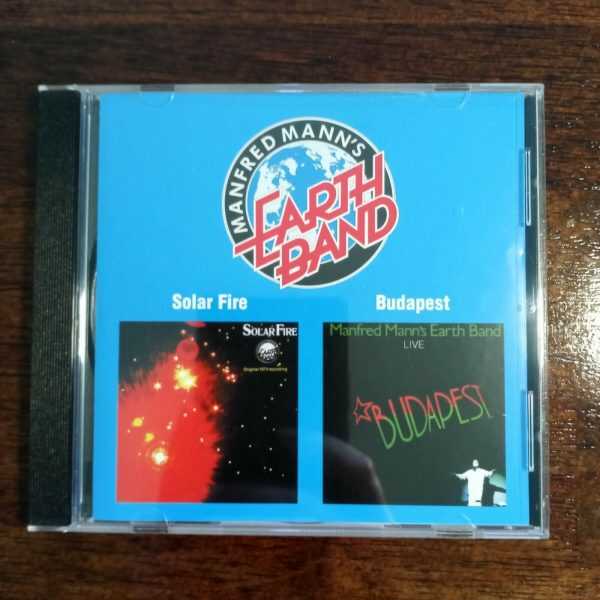 MANFRED MANN'S
EARTH
BAND
Solar Fire
Budapest
SOLAR FIRE
Manfred Mann's Earth Band
LIVE
BUDAPEST